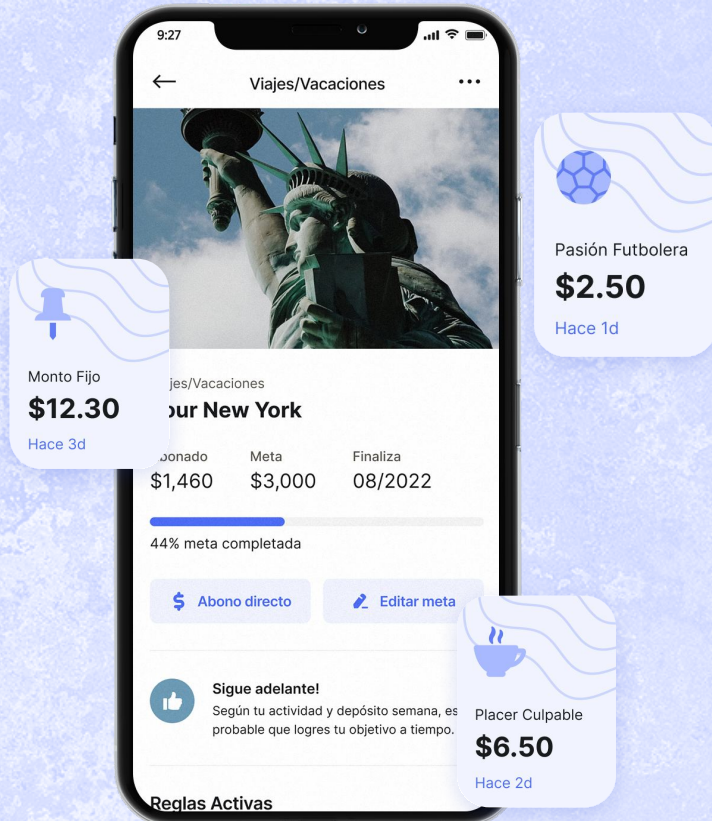 9:27
Viajes/Vacaciones
Pasión Futbolera
$2.50
Hace 1d
Monto Fijo
$12.30
Hace 3d
jes/Vacaciones
our New York
bonado Meta Finaliza
$1,460 $3,000 08/2022
44% meta completada
Abono directo Editar meta
Sigue adelante!
Según tu actividad y depósito semana, es
probable que logres tu objetivo a tiempo.
Placer Culpable
$6.50
Hace 2d
Reglas Activas